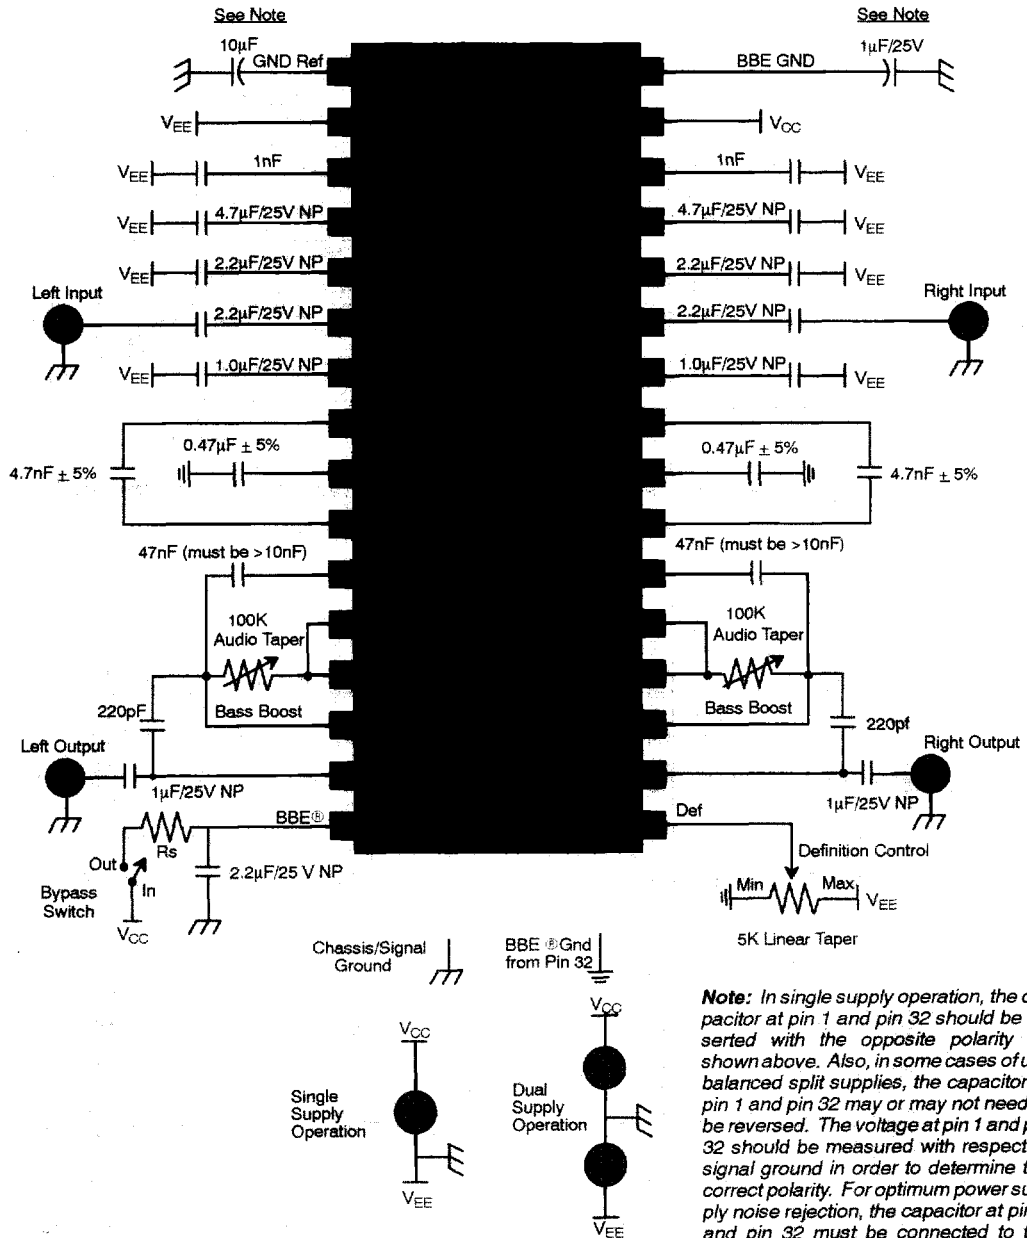 See Note
See Note
10µF
GND Ref
BBE GND
1µF/25V
VEE
VCC
VEE
1nF
1nF
VEE
VEE
4.7µF/25V NP
4.7µF/25V NP
VEE
VEE
2.2µF/25V NP
2.2µF/25V NP
VEE
Left Input
2.2µF/25V NP
2.2µF/25V NP
Right Input
VEE
1.0µF/25V NP
1.0µF/25V NP
VEE
4.7nF ± 5%
0.47µF ± 5%
0.47µF ± 5%
4.7nF ± 5%
47nF (must be >10nF)
47nF (must be >10nF)
100K
Audio Taper
100K
Audio Taper
Bass Boost
Bass Boost
220pF
220pf
Left Output
Right Output
1µF/25V NP
1µF/25V NP
BBE®
Def
Rs
Out
In
Bypass
Switch
VCC
2.2µF/25 V NP
Definition Control
Min
Max
VEE
5K Linear Taper
Chassis/Signal
Ground
BBE ®Gnd
from Pin 32
VCC
Single
Supply
Operation
VEE
VCC
Dual
Supply
Operation
VEE
Note: In single supply operation, the
pacitor at pin 1 and pin 32 should be
serted with the opposite polarity
shown above. Also, in some cases of
balanced split supplies, the capacitor
pin 1 and pin 32 may or may not need
be reversed. The voltage at pin 1 and
32 should be measured with respect
signal ground in order to determine
correct polarity. For optimum power
ply noise rejection, the capacitor at
and pin 32 must be connected to